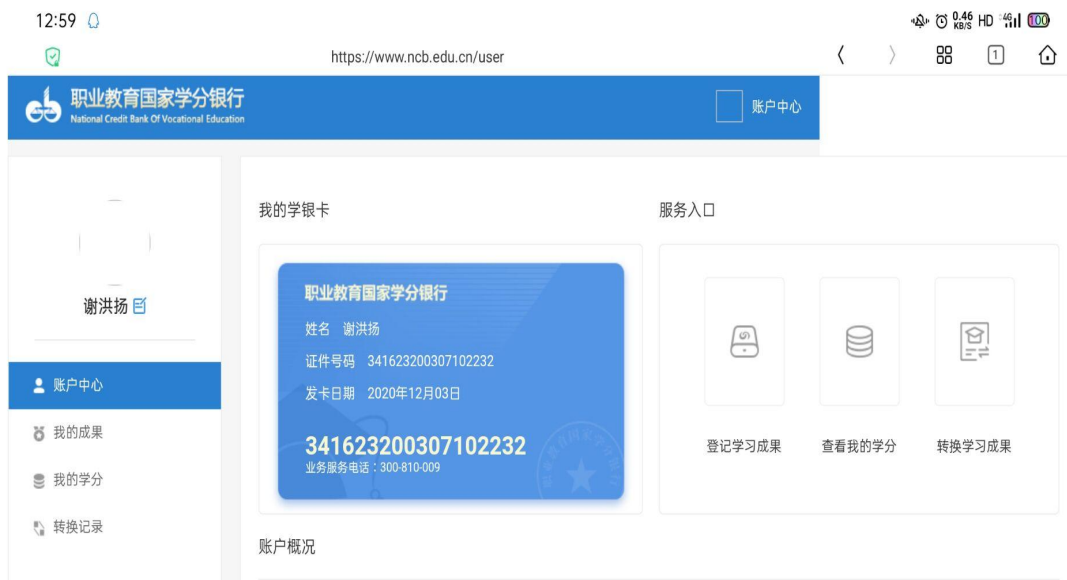 12:59
0.46 KB/S HD 4G 100
https://www.ncb.edu.cn/user
1
职业教育国家学分银行
National Credit Bank Of Vocational Education
账户中心
谢洪扬
账户中心
我的成果
我的学分
转换记录
我的学银卡
职业教育国家学分银行
姓名 谢洪扬
证件号码 341623200307102232
发卡日期 2020年12月03日
341623200307102232
业务服务电话：300-810-009
服务入口
登记学习成果
查看我的学分
转换学习成果
账户概况